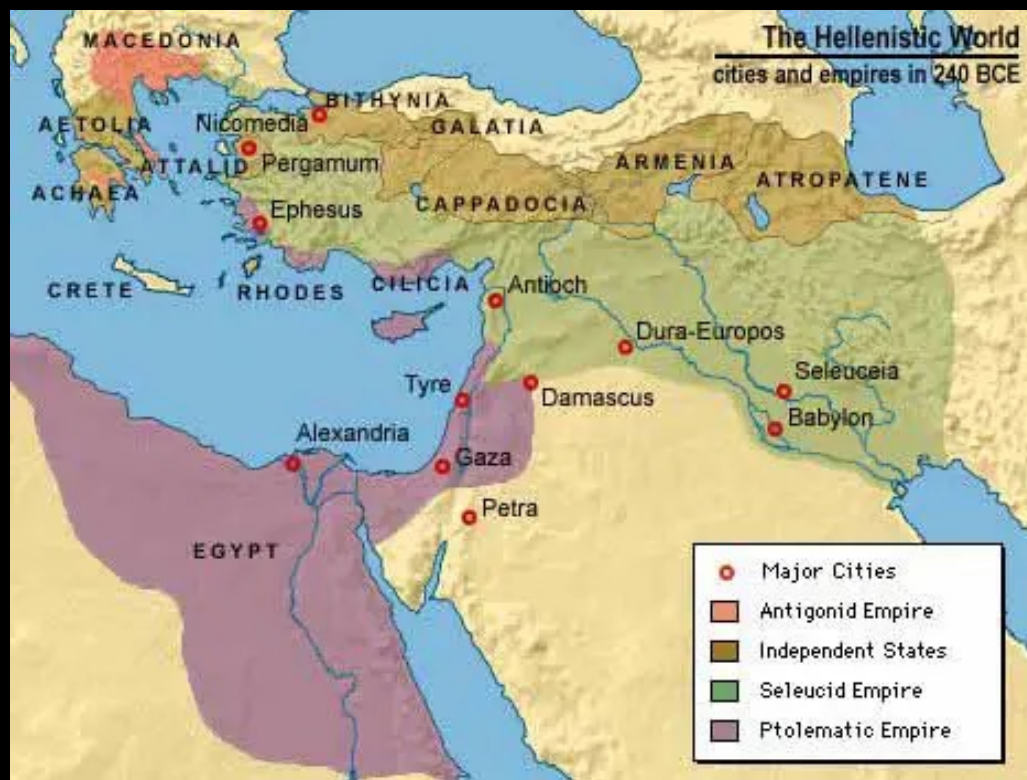 The Hellenistic World
cities and empires in 240 BCE
MACEDONIA
BITHYNIA
AETOLIA
Nicomedia
GALATIA
ATTALID
Pergamum
ARMENIA
ATROPATENE
ACHAEA
CAPPADOCIA
Ephesus
CRETE
RHODES
CILICIA
Antioch
Dura-Europos
Tyre
Damascus
Seleuceia
Babylon
Alexandria
Gaza
Petra
EGYPT
Major Cities
Antigonid Empire
Independent States
Seleucid Empire
Ptolematic Empire